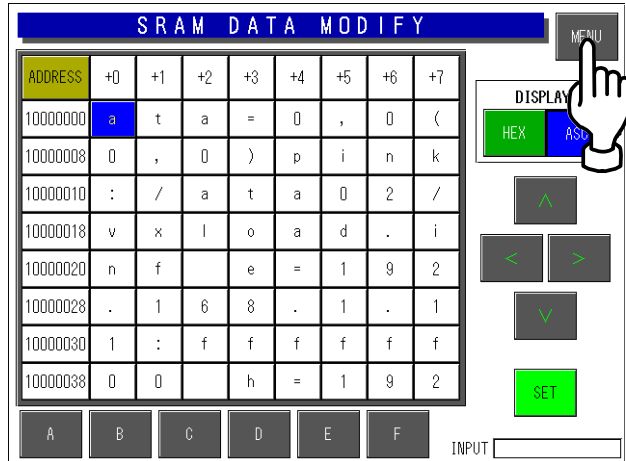 SRAM DATA MODIFY
MENU
ADDRESS +0 +1 +2 +3 +4 +5 +6 +7
10000000 a t a = 0 , 0 (
10000008 0 , 0 ) p i n k
10000010 : / a t a 0 2 /
10000018 v x l o a d . i
10000020 n f e = 1 9 2
10000028 . 1 6 8 . 1 . 1
10000030 1 : f f f f f f
10000038 0 0 h = 1 9 2
DISPLAY
HEX
<
>
SET
A B C D E F
INPUT